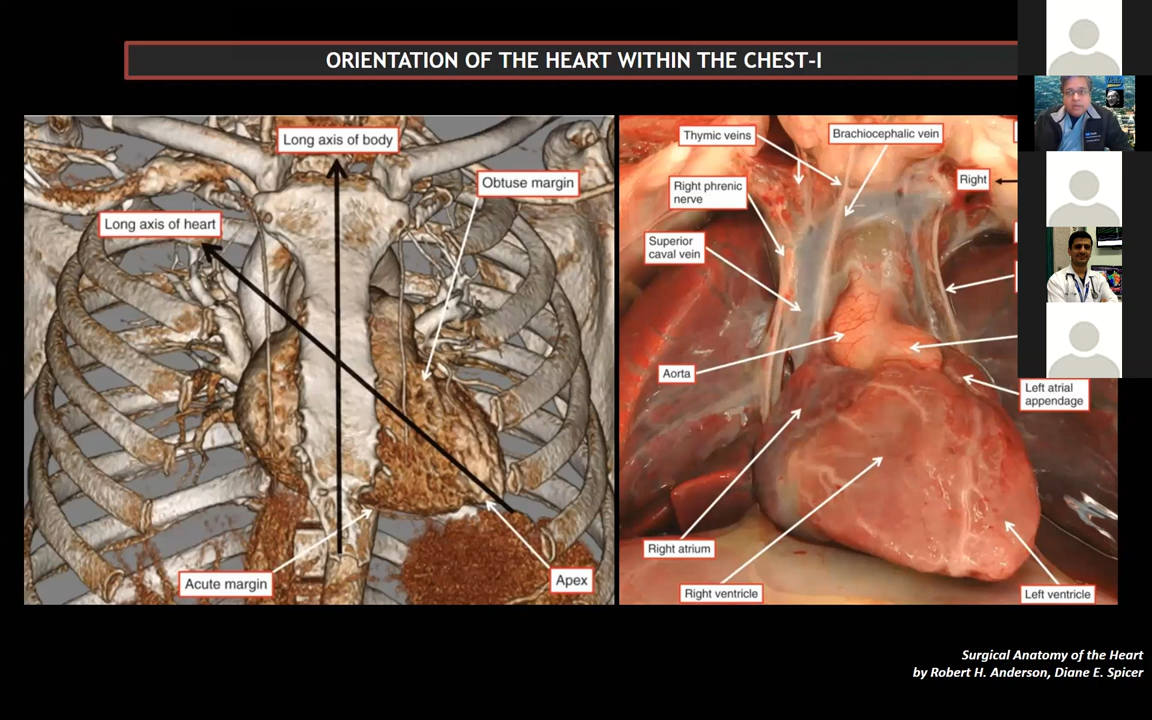 ORIENTATION OF THE HEART WITHIN THE CHEST-I
Long axis of body
Obtuse margin
Long axis of heart
Acute margin
Apex
Thymic veins
Brachiocephalic vein
Right phrenic
nerve
Right
Superior
caval vein
Aorta
Left atrial
appendage
Right atrium
Right ventricle
Left ventricle
Surgical Anatomy of the Heart
by Robert H. Anderson, Diane E. Spicer